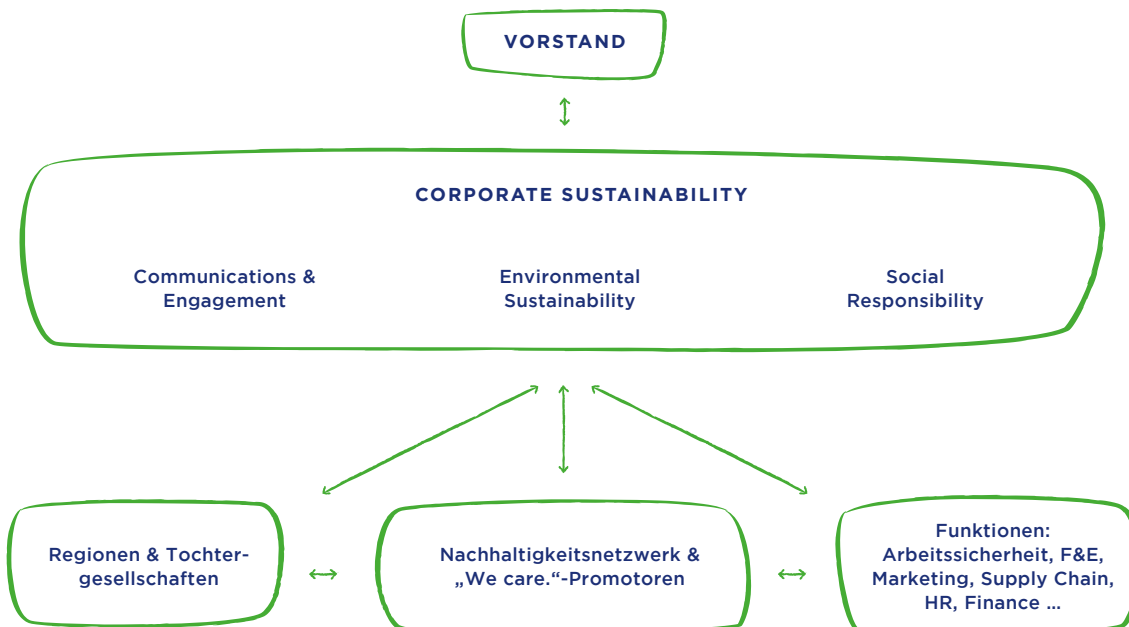 VORSTAND
CORPORATE SUSTAINABILITY
Communications &
Engagement
Environmental
Sustainability
Social
Responsibility
Regionen & Tochter-
gesellschaften
Nachhaltigkeitsnetzwerk &
„We care.“-Promotoren
Funktionen:
Arbeitssicherheit, F&E,
Marketing, Supply Chain,
HR, Finance ...